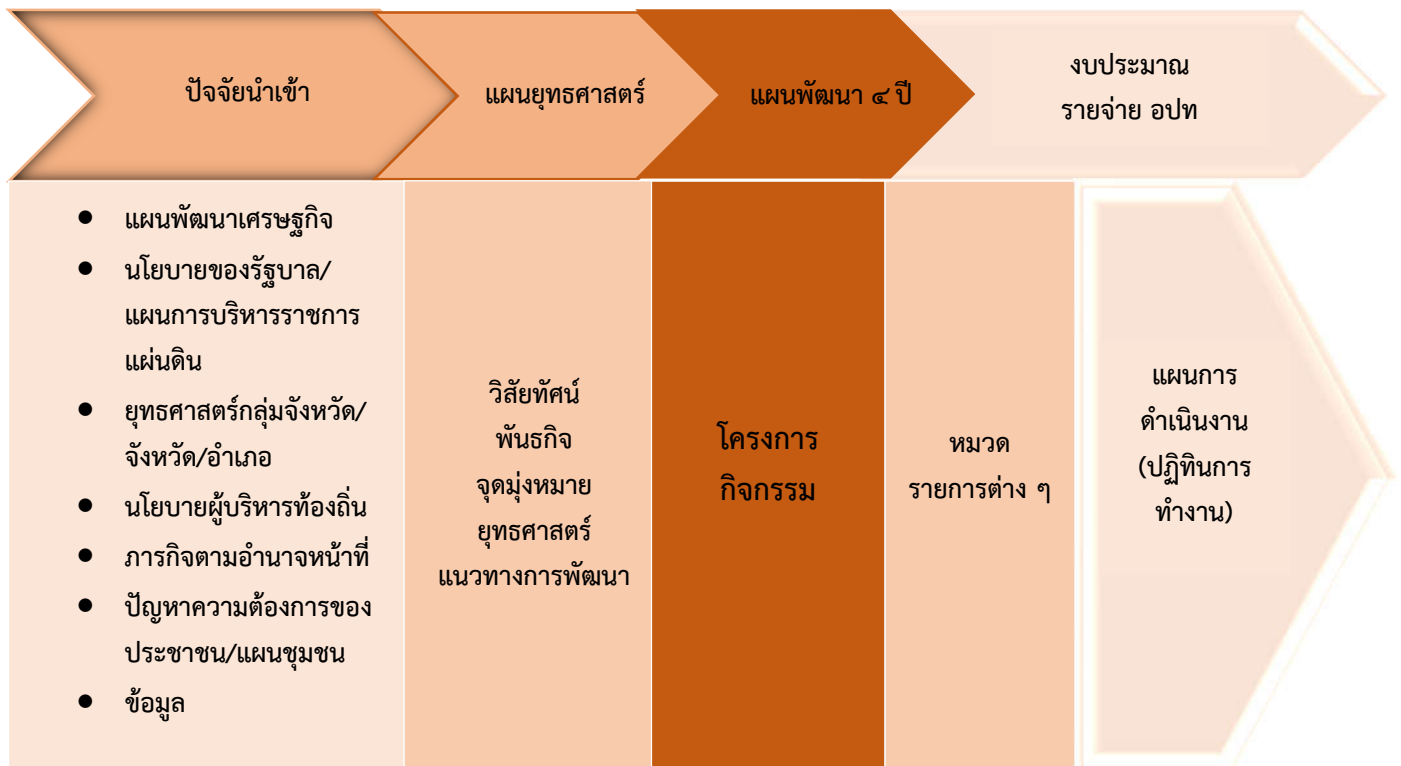 ปัจจัยนำเข้า
แผนยุทธศาสตร์
แผนพัฒนา ๔ ปี
งบประมาณ
รายจ่าย อปท
● แผนพัฒนาเศรษฐกิจ
● นโยบายของรัฐบาล/
แผนการบริหารราชการ
แผ่นดิน
● ยุทธศาสตร์กลุ่มจังหวัด/
จังหวัด/อำเภอ
● นโยบายผู้บริหารท้องถิ่น
● ภารกิจตามอำนาจหน้าที่
● ปัญหาความต้องการของ
ประชาชน/แผนชุมชน
● ข้อมูล
วิสัยทัศน์
พันธกิจ
จุดมุ่งหมาย
ยุทธศาสตร์
แนวทางการพัฒนา
โครงการ
กิจกรรม
หมวด
รายการต่าง ๆ
แผนการ
ดำเนินงาน
(ปฏิทินการ
ทำงาน)